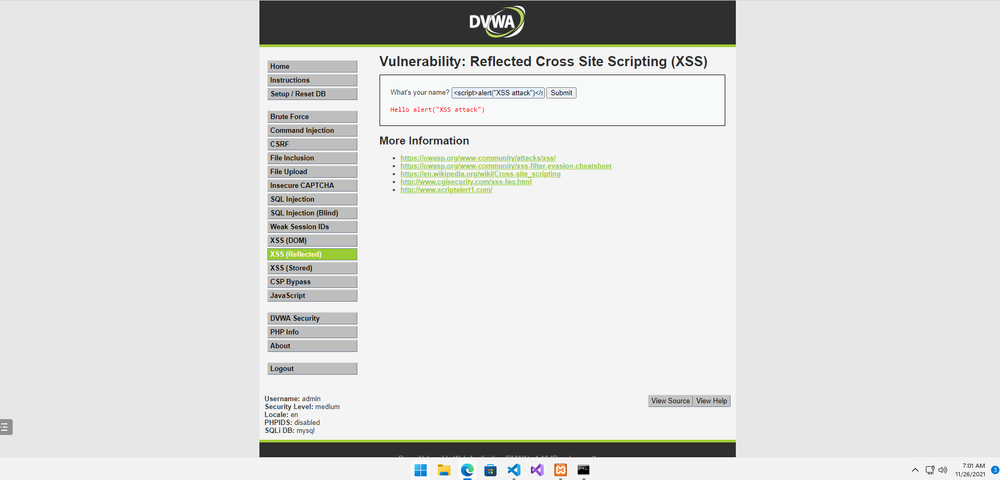 DVWA
Home
Instructions
Setup / Reset DB
Brute Force
Command Injection
CSRF
File Inclusion
File Upload
Insecure CAPTCHA
SQL Injection
SQL Injection (Blind)
Weak Session IDs
XSS (DOM)
XSS (Reflected)
XSS (Stored)
CSP Bypass
JavaScript
DVWA Security
PHP Info
About
Logout
Vulnerability: Reflected Cross Site Scripting (XSS)
What's your name? <script>alert("XSS attack")</s Submit
Hello alert("XSS attack")
More Information
https://owasp.org/www-community/attacks/xss/
https://owasp.org/www-community/xss-filter-evasion-cheatsheet
https://en.wikipedia.org/wiki/Cross-site_scripting
http://www.cgisecurity.com/xss-faq.html
http://www.scriptalert1.com/
Username: admin
Security Level: medium
Locale: en
PHPIDS: disabled
SQLi DB: mysql
View Source View Help
7:01 AM
11/26/2021
3